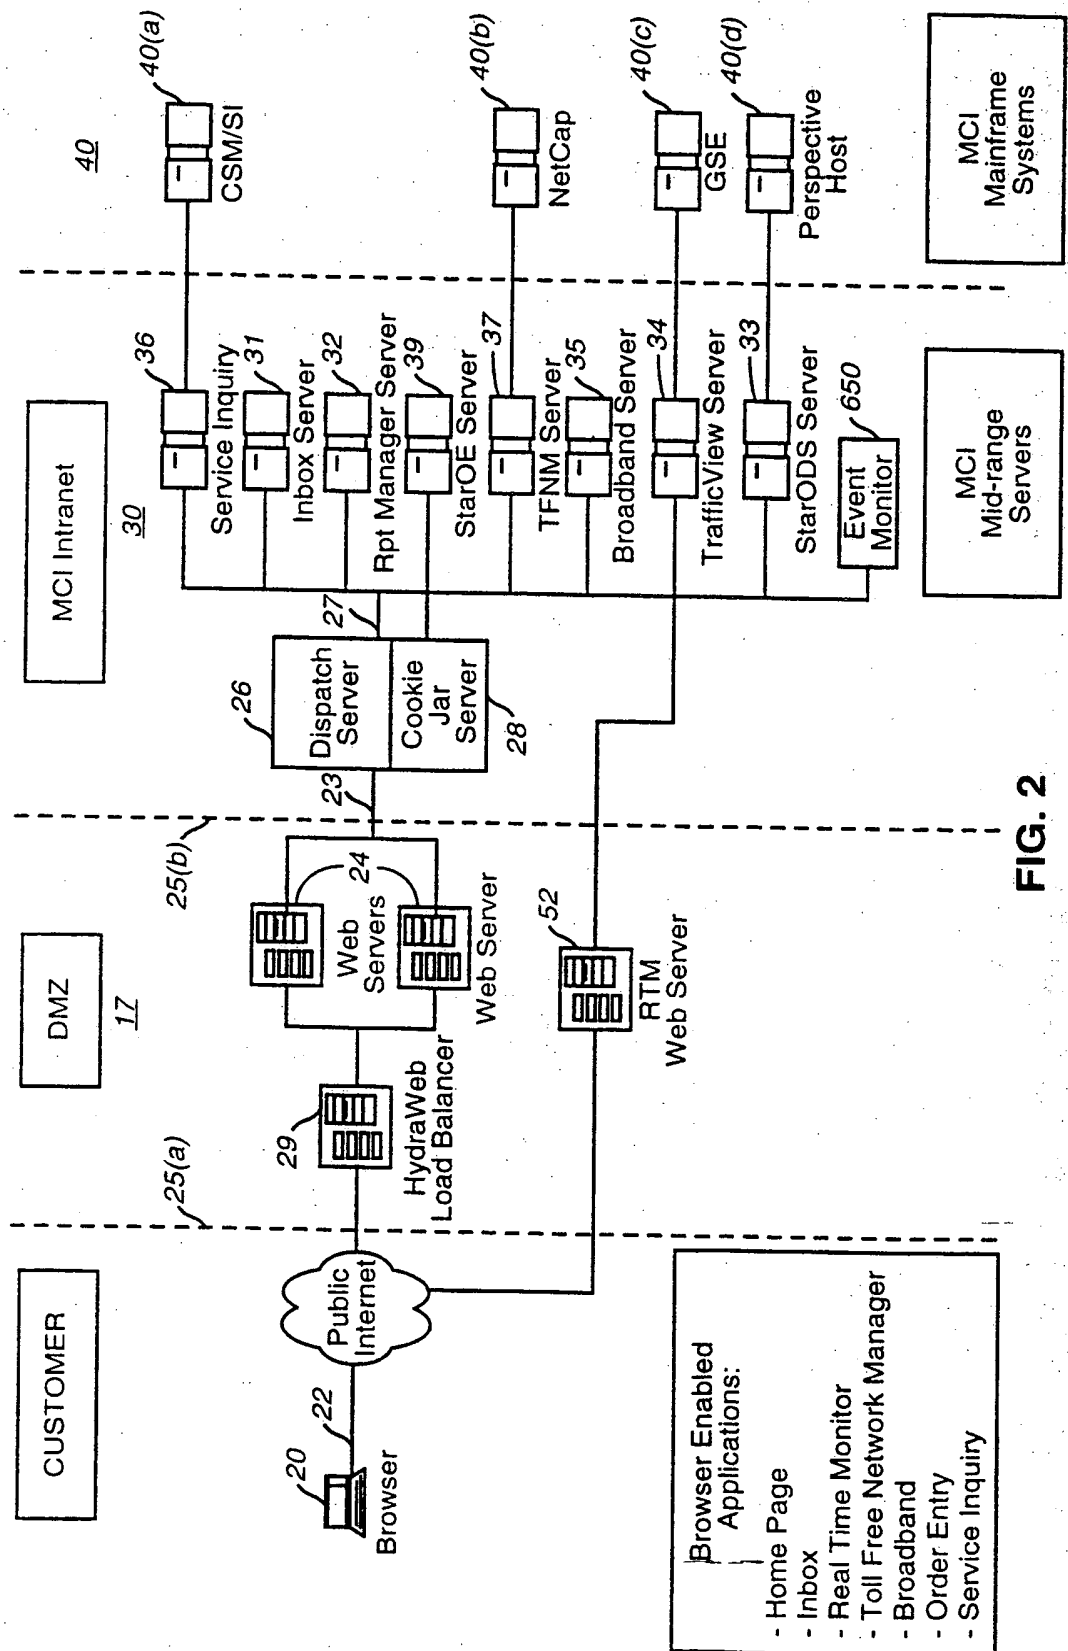 CUSTOMER
DMZ
17
MCI Intranet
30
40
25(a)
25(b)
20
22
Browser
Public
Internet
29
HydraWeb
Load Balancer
24
Web
Servers
Web Server
52
RTM
Web Server
23
26
Dispatch
Server
Cookie
Jar
Server
28
27
36
Service Inquiry
31
Inbox Server
32
Rpt Manager Server
39
StarOE Server
37
TFNM Server
35
Broadband Server
34
TrafficView Server
33
StarODS Server
650
Event
Monitor
40(a)
CSM/SI
40(b)
NetCap
40(c)
GSE
40(d)
Perspective
Host
Browser Enabled
Applications:
- Home Page
- Inbox
- Real Time Monitor
- Toll Free Network Manager
- Broadband
- Order Entry
- Service Inquiry
MCI
Mid-range
Servers
MCI
Mainframe
Systems
FIG. 2